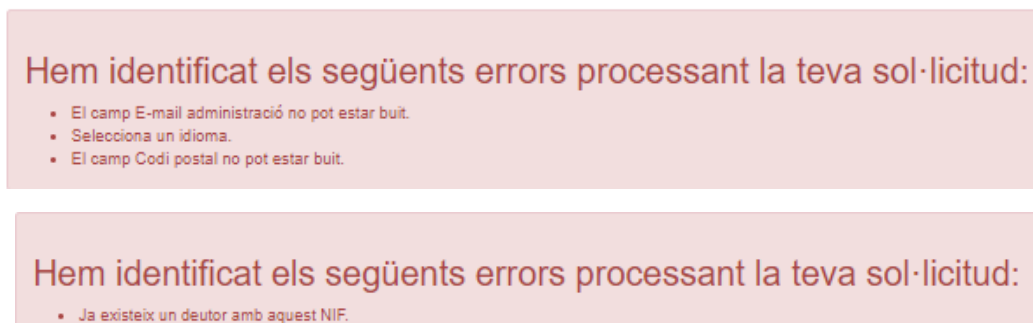 Hem identificat els següents errors processant la teva sol·licitud:
• El camp E-mail administració no pot estar buit.
• Selecciona un idioma.
• El camp Codi postal no pot estar buit.
Hem identificat els següents errors processant la teva sol·licitud:
• Ja existeix un deutor amb aquest NIF.